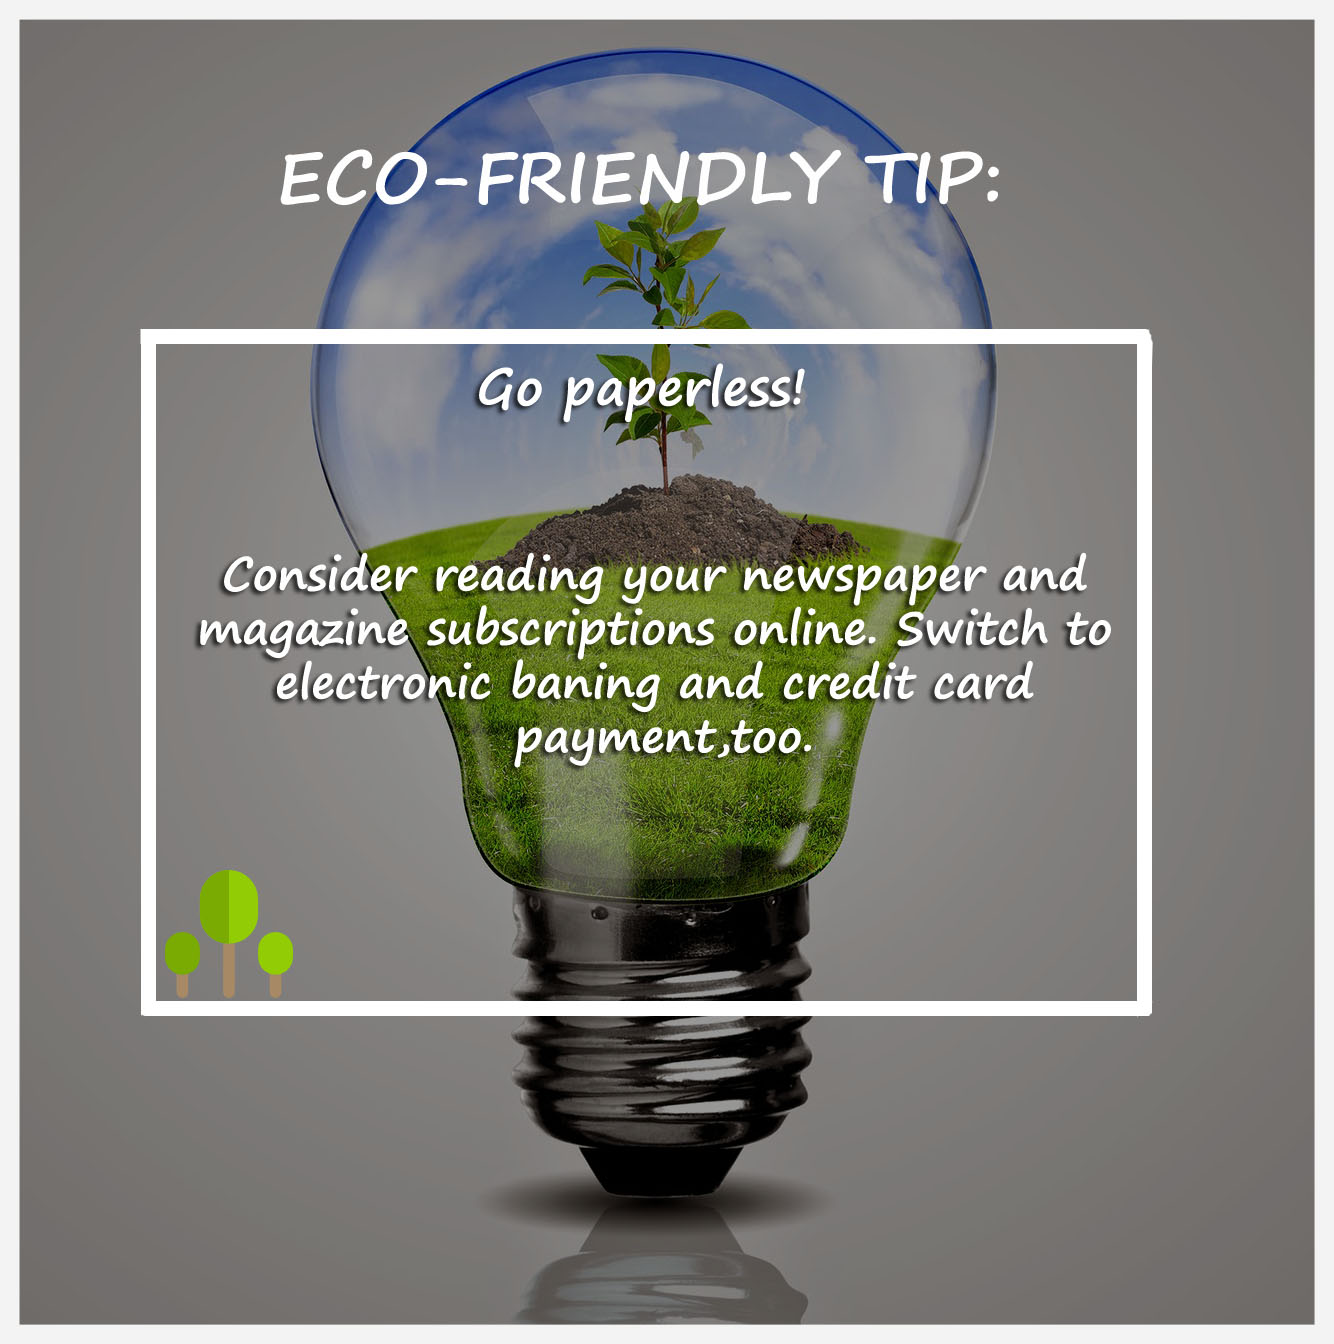 ECO-FRIENDLY TIP:
Go paperless!
Consider reading your newspaper and
magazine subscriptions online. Switch to
electronic baning and credit card
payment,too.